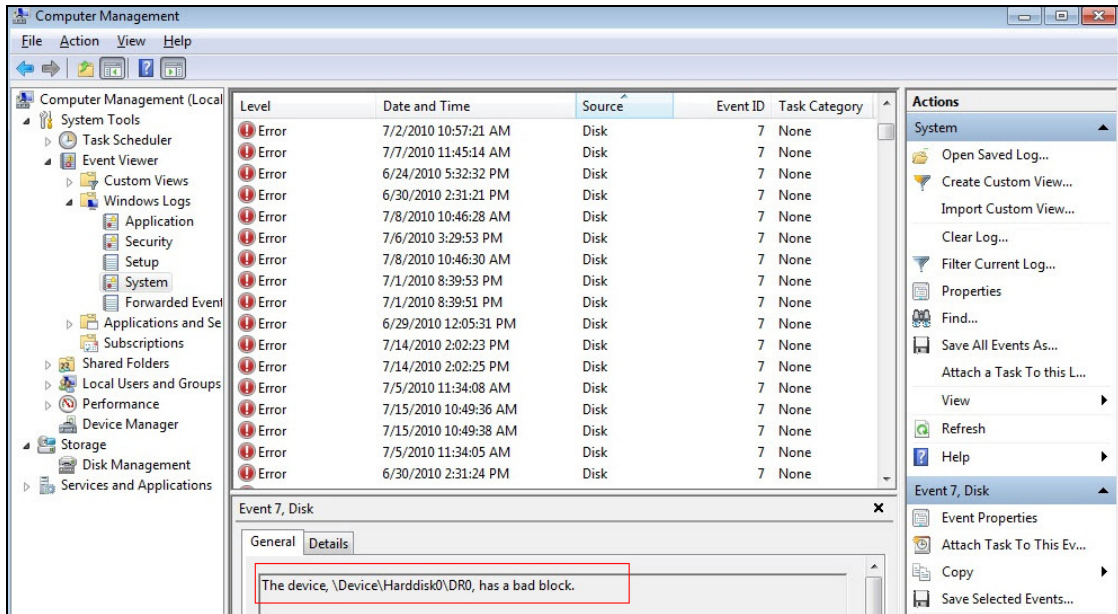 Computer Management
File Action View Help
Computer Management (Local
System Tools
Task Scheduler
Event Viewer
Custom Views
Windows Logs
Application
Security
Setup
System
Forwarded Event
Applications and Se
Subscriptions
Shared Folders
Local Users and Groups
Performance
Device Manager
Storage
Disk Management
Services and Applications
Level Date and Time Source Event ID Task Category
Error 7/2/2010 10:57:21 AM Disk 7 None
Error 7/7/2010 11:45:14 AM Disk 7 None
Error 6/24/2010 5:32:32 PM Disk 7 None
Error 6/30/2010 2:31:21 PM Disk 7 None
Error 7/8/2010 10:46:28 AM Disk 7 None
Error 7/6/2010 3:29:53 PM Disk 7 None
Error 7/8/2010 10:46:30 AM Disk 7 None
Error 7/1/2010 8:39:53 PM Disk 7 None
Error 7/1/2010 8:39:51 PM Disk 7 None
Error 6/29/2010 12:05:31 PM Disk 7 None
Error 7/14/2010 2:02:23 PM Disk 7 None
Error 7/14/2010 2:02:25 PM Disk 7 None
Error 7/5/2010 11:34:08 AM Disk 7 None
Error 7/15/2010 10:49:36 AM Disk 7 None
Error 7/15/2010 10:49:38 AM Disk 7 None
Error 7/5/2010 11:34:05 AM Disk 7 None
Error 6/30/2010 2:31:24 PM Disk 7 None
Event 7, Disk
General Details
The device, \Device\Harddisk0\DR0, has a bad block.
Actions
System
Open Saved Log...
Create Custom View...
Import Custom View...
Clear Log...
Filter Current Log...
Properties
Find...
Save All Events As...
Attach a Task To this L...
View
Refresh
Help
Event 7, Disk
Event Properties
Attach Task To This Ev...
Copy
Save Selected Events...